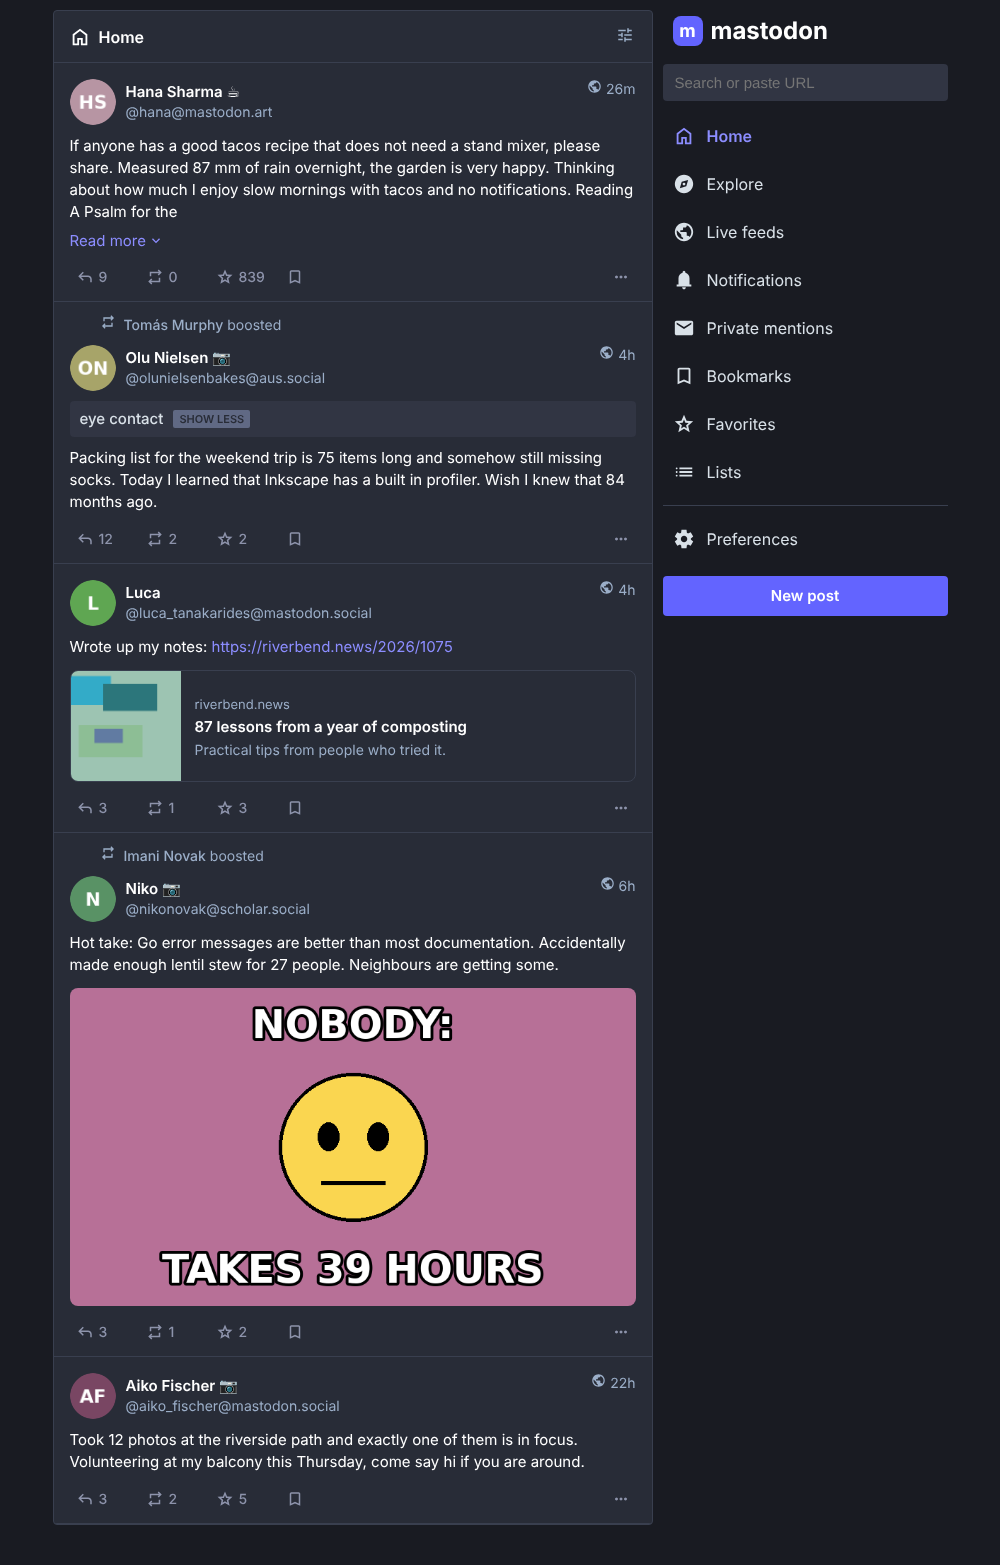 Home
HS
Hana Sharma ☕
26m
@hana@mastodon.art
If anyone has a good tacos recipe that does not need a stand mixer, please
share. Measured 87 mm of rain overnight, the garden is very happy. Thinking
about how much I enjoy slow mornings with tacos and no notifications. Reading
A Psalm for the
Read more
9 0 839
Tomás Murphy boosted
ON
Olu Nielsen 📷
4h
@olunielsenbakes@aus.social
eye contact SHOW LESS
Packing list for the weekend trip is 75 items long and somehow still missing
socks. Today I learned that Inkscape has a built in profiler. Wish I knew that 84
months ago.
12 2 2
L
Luca
4h
@luca_tanakarides@mastodon.social
Wrote up my notes: https://riverbend.news/2026/1075
riverbend.news
87 lessons from a year of composting
Practical tips from people who tried it.
3 1 3
Imani Novak boosted
N
Niko 📷
6h
@nikonovak@scholar.social
Hot take: Go error messages are better than most documentation. Accidentally
made enough lentil stew for 27 people. Neighbours are getting some.
NOBODY:
TAKES 39 HOURS
3 1 2
AF
Aiko Fischer 📷
22h
@aiko_fischer@mastodon.social
Took 12 photos at the riverside path and exactly one of them is in focus.
Volunteering at my balcony this Thursday, come say hi if you are around.
3 2 5
m mastodon
Search or paste URL
Home
Explore
Live feeds
Notifications
Private mentions
Bookmarks
Favorites
Lists
Preferences
New post